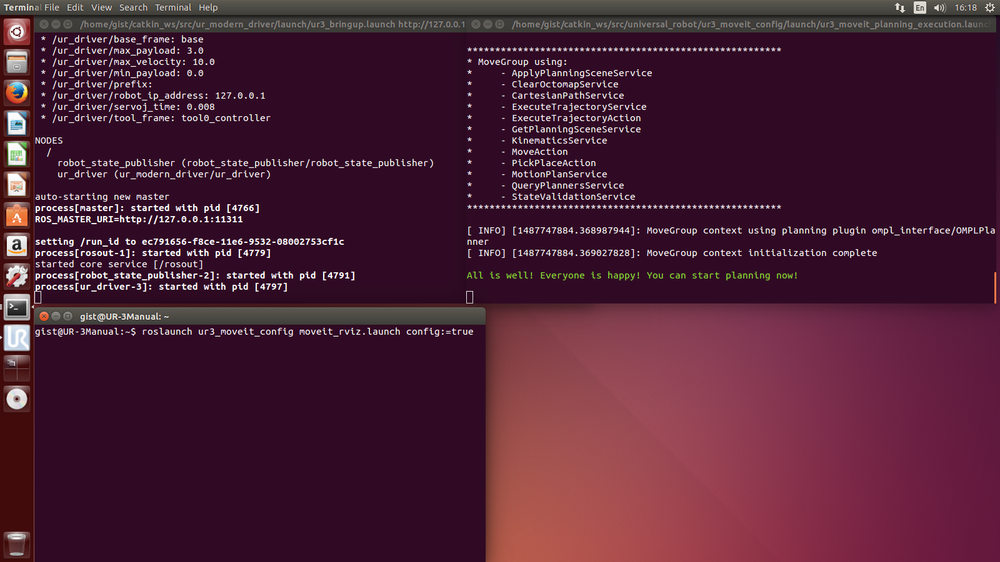 Terminal File Edit View Search Terminal Help
En 16:18
/home/gist/catkin_ws/src/ur_modern_driver/launch/ur3_bringup.launch http://127.0.0.1
* /ur_driver/base_frame: base
* /ur_driver/max_payload: 3.0
* /ur_driver/max_velocity: 10.0
* /ur_driver/min_payload: 0.0
* /ur_driver/prefix:
* /ur_driver/robot_ip_address: 127.0.0.1
* /ur_driver/servoj_time: 0.008
* /ur_driver/tool_frame: tool0_controller
NODES
/
robot_state_publisher (robot_state_publisher/robot_state_publisher)
ur_driver (ur_modern_driver/ur_driver)
auto-starting new master
process[master]: started with pid [4766]
ROS_MASTER_URI=http://127.0.0.1:11311
setting /run_id to ec791656-f8ce-11e6-9532-08002753cf1c
process[rosout-1]: started with pid [4779]
started core service [/rosout]
process[robot_state_publisher-2]: started with pid [4791]
process[ur_driver-3]: started with pid [4797]
/home/gist/catkin_ws/src/universal_robot/ur3_moveit_config/launch/ur3_moveit_planning_execution.launc
********************************************************
* MoveGroup using:
*     - ApplyPlanningSceneService
*     - ClearOctomapService
*     - CartesianPathService
*     - ExecuteTrajectoryService
*     - ExecuteTrajectoryAction
*     - GetPlanningSceneService
*     - KinematicsService
*     - MoveAction
*     - PickPlaceAction
*     - MotionPlanService
*     - QueryPlannersService
*     - StateValidationService
********************************************************
[ INFO] [1487747884.368987944]: MoveGroup context using planning plugin ompl_interface/OMPLPla
nner
[ INFO] [1487747884.369027828]: MoveGroup context initialization complete
All is well! Everyone is happy! You can start planning now!
gist@UR-3Manual: ~
gist@UR-3Manual:~$ roslaunch ur3_moveit_config moveit_rviz.launch config:=true
UR